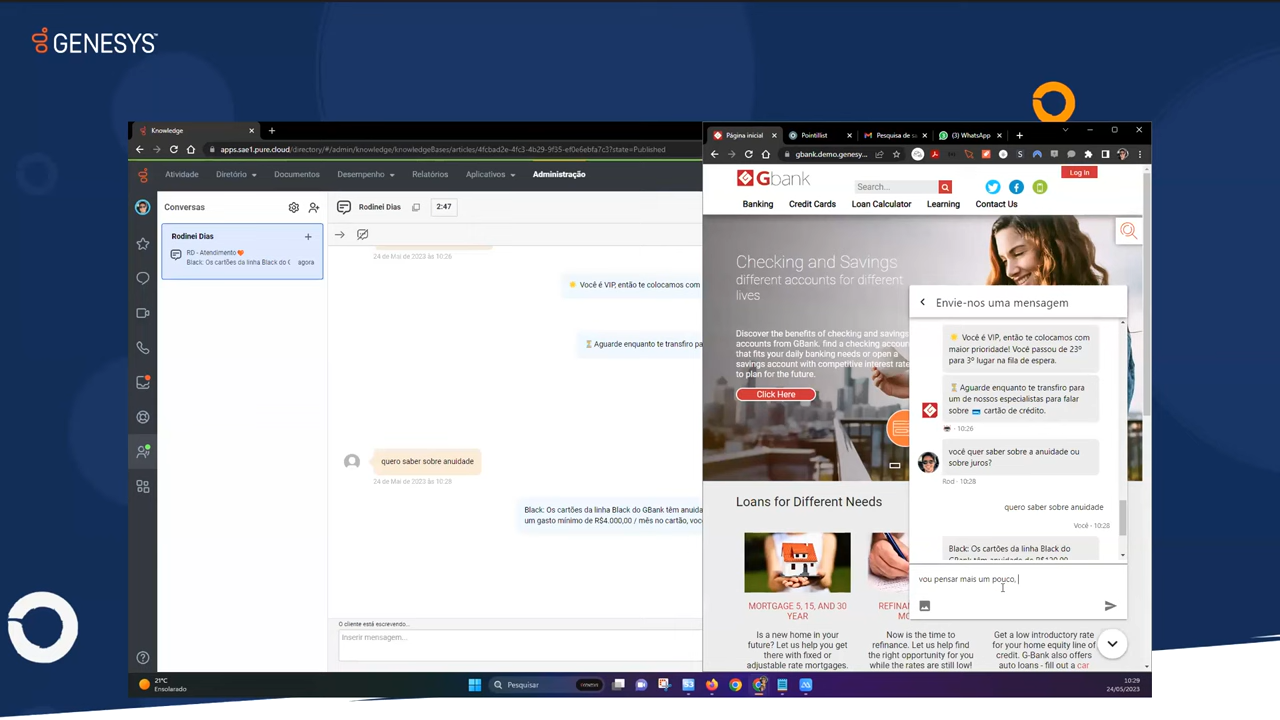 GENESYS™
Knowledge
apps.sae1.pure.cloud/directory/#/admin/knowledge/knowledgeBases/articles/4fcbad2e-4fc3-4b29-9f35-ef0e6ebfa7c3?state=Published
Atividade Diretório Documentos Desempenho Relatórios Aplicativos Administração
Conversas
Rodinei Dias
RD - Atendimento
Black: Os cartões da linha Black do G agora
Rodinei Dias 2:47
24 de Mai de 2023 às 10:26
Você é VIP, então te colocamos com
Aguarde enquanto te transfiro pa
quero saber sobre anuidade
24 de Mai de 2023 às 10:28
Black: Os cartões da linha Black do GBank têm anuida
um gasto mínimo de R$4.000,00 / mês no cartão, voc
O cliente está escrevendo...
Inserir mensagem...
Página inicial Pointillist Pesquisa de sa (3) WhatsApp
gbank.demo.genesy...
Gbank
Search...
Log In
Banking Credit Cards Loan Calculator Learning Contact Us
Checking and Savings
different accounts for different
lives
Discover the benefits of checking and savings
accounts from GBank. find a checking accou
that fits your daily banking needs or open a
savings account with competitive interest rate
to plan for the future.
Click Here
Loans for Different Needs
MORTGAGE 5, 15, AND 30
YEAR
Is a new home in your
future? Let us help you get
there with fixed or
adjustable rate mortgages.
REFINA
Now is the time to
refinance. Let us help find
the right opportunity for you
while the rates are still low!
Get a low introductory rate
for your home equity line of
credit. G-Bank also offers
auto loans - fill out a car
Envie-nos uma mensagem
Você é VIP, então te colocamos com
maior prioridade! Você passou de 23º
para 3º lugar na fila de espera.
Aguarde enquanto te transfiro para
um de nossos especialistas para falar
sobre cartão de crédito.
- 10:26
você quer saber sobre a anuidade ou
sobre juros?
Rod - 10:28
quero saber sobre anuidade
Você - 10:28
Black: Os cartões da linha Black do
vou pensar mais um pouco,
21°C
Ensolarado
Pesquisar
10:29
24/05/2023